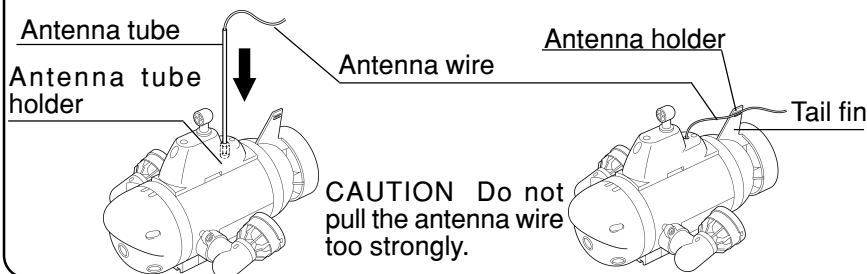 Antenna tube
Antenna tube
holder
Antenna wire
Antenna holder
Tail fin
CAUTION Do not
pull the antenna wire
too strongly.